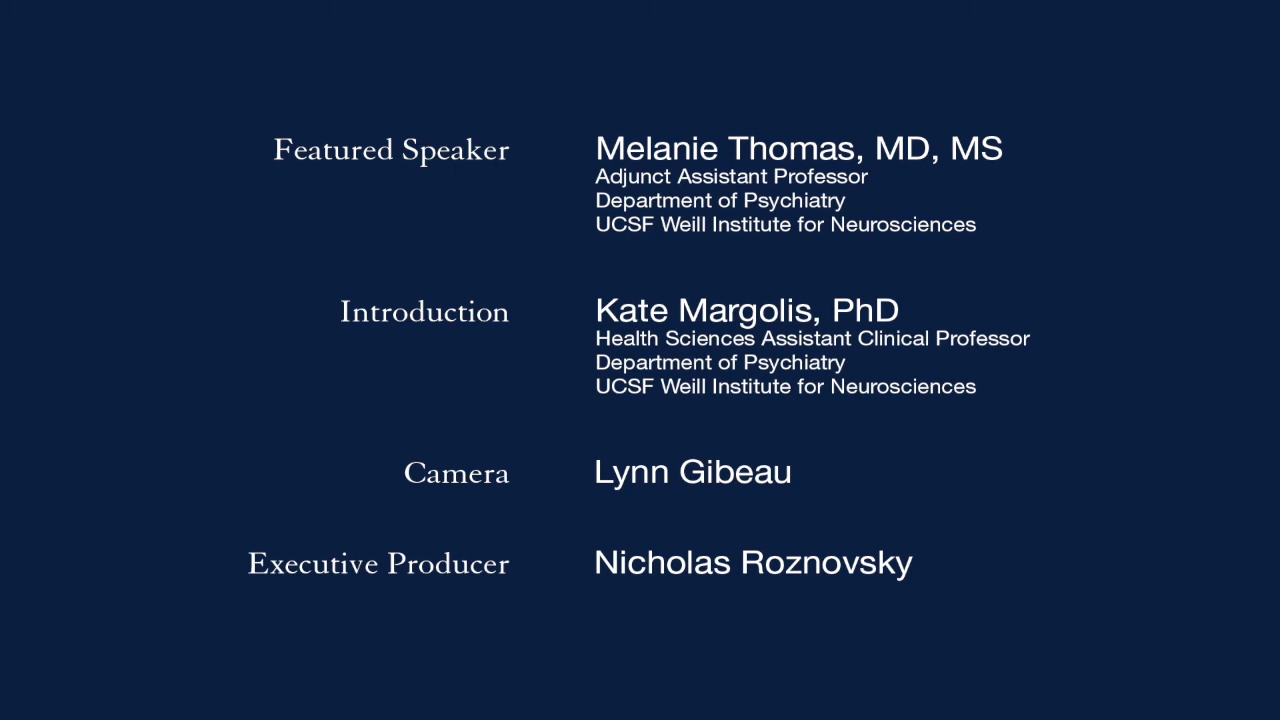 Featured Speaker
Melanie Thomas, MD, MS
Adjunct Assistant Professor
Department of Psychiatry
UCSF Weill Institute for Neurosciences
Introduction
Kate Margolis, PhD
Health Sciences Assistant Clinical Professor
Department of Psychiatry
UCSF Weill Institute for Neurosciences
Camera
Lynn Gibeau
Executive Producer
Nicholas Roznovsky